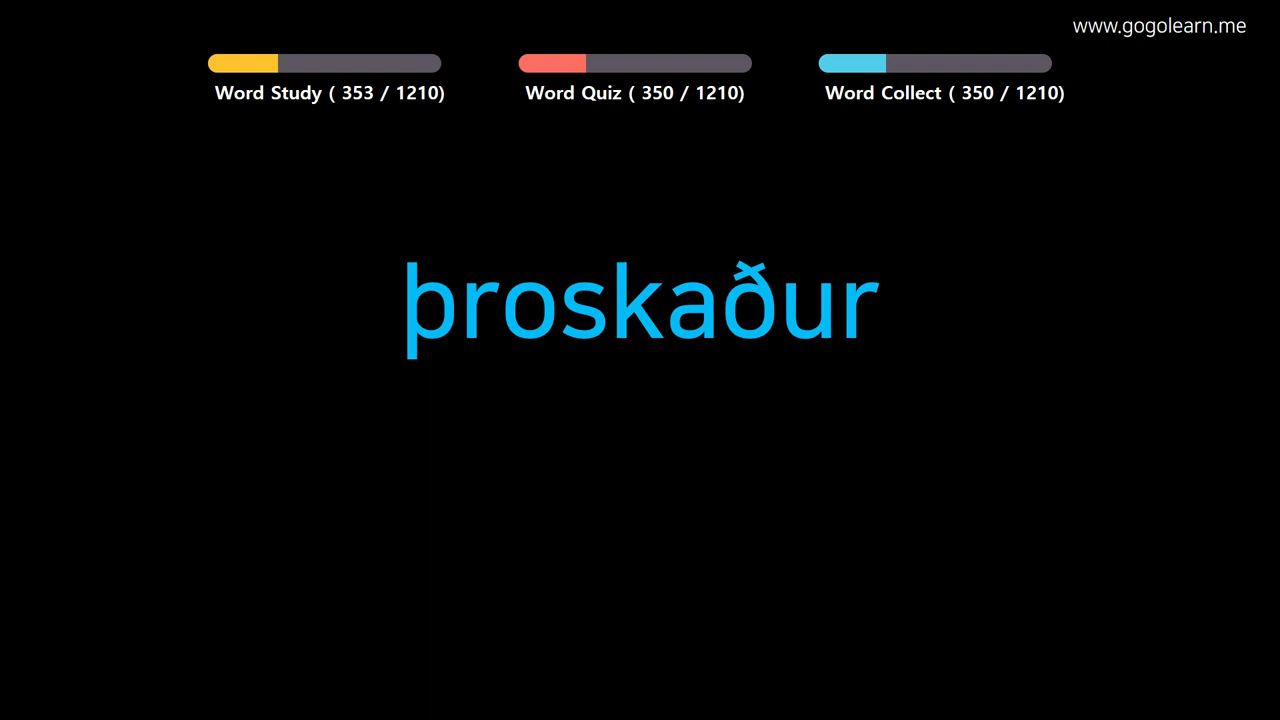 www.gogolearn.me
Word Study ( 353 / 1210)
Word Quiz ( 350 / 1210)
Word Collect ( 350 / 1210)
þroskaður